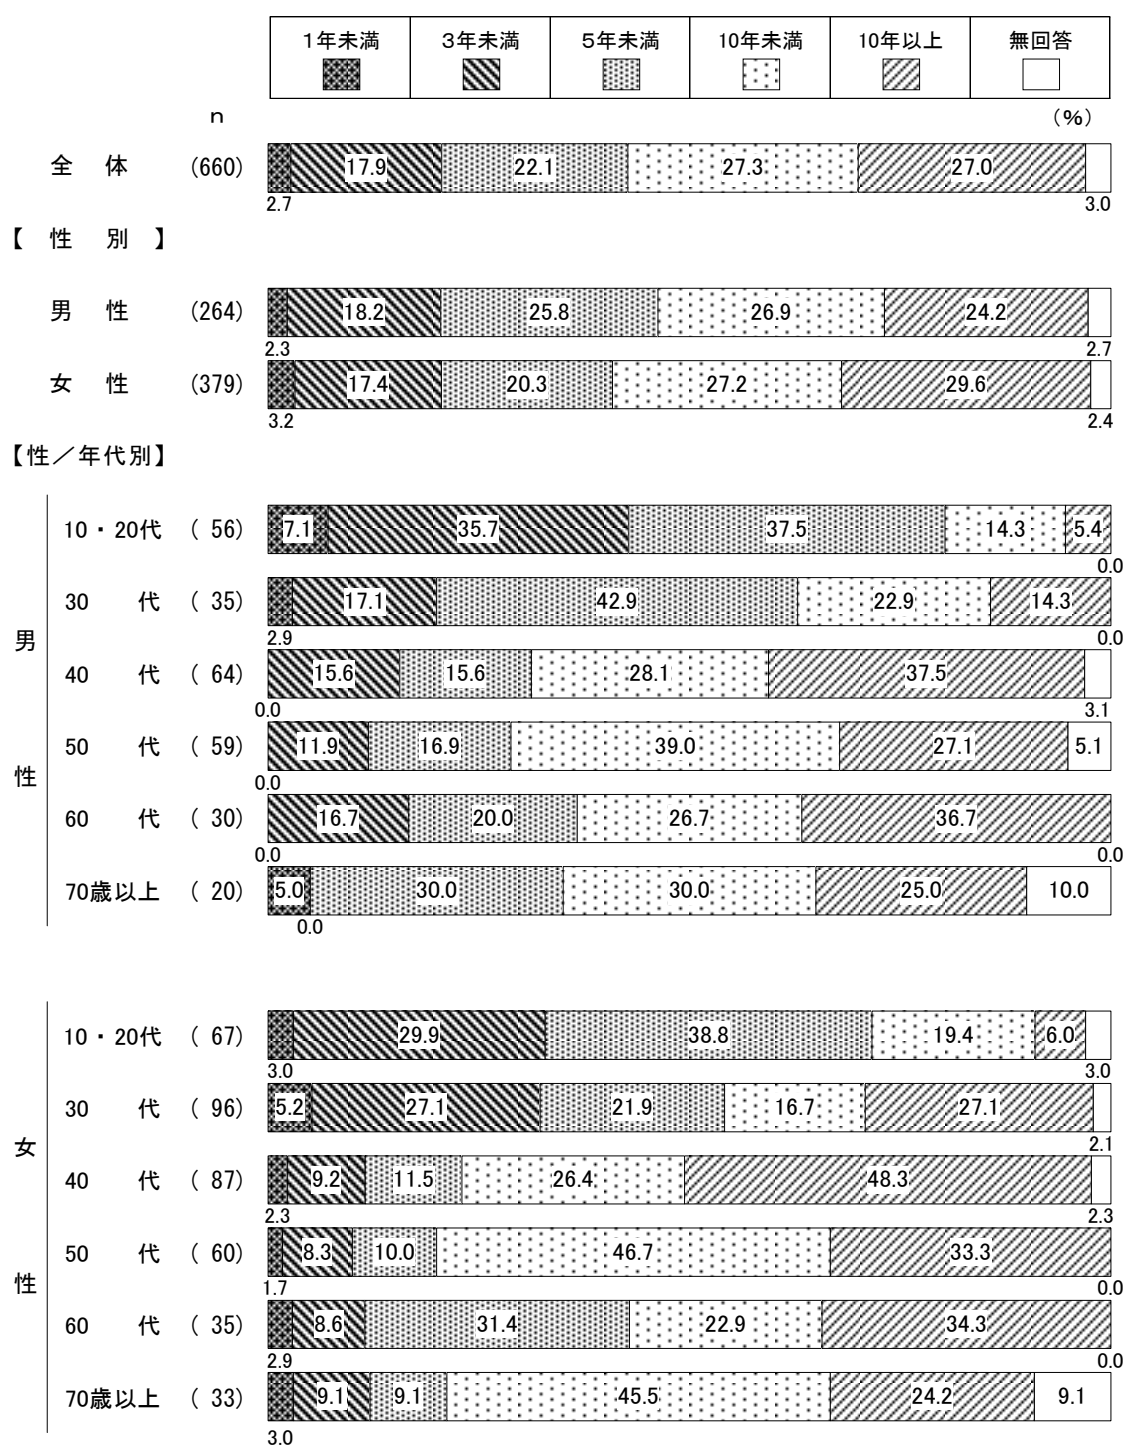 １年未満 ３年未満 ５年未満 10年未満 10年以上 無回答
ｎ (％)
全 体 (660) 17.9 22.1 27.3 27.0
2.7 3.0
【 性 別 】
男 性 (264) 18.2 25.8 26.9 24.2
2.3 2.7
女 性 (379) 17.4 20.3 27.2 29.6
3.2 2.4
【性／年代別】
男性
10・20代 ( 56) 7.1 35.7 37.5 14.3 5.4
0.0
30 代 ( 35) 17.1 42.9 22.9 14.3
2.9 0.0
40 代 ( 64) 15.6 15.6 28.1 37.5
0.0 3.1
50 代 ( 59) 11.9 16.9 39.0 27.1 5.1
0.0
60 代 ( 30) 16.7 20.0 26.7 36.7
0.0 0.0
70歳以上 ( 20) 5.0 30.0 30.0 25.0 10.0
0.0
女性
10・20代 ( 67) 29.9 38.8 19.4 6.0
3.0 3.0
30 代 ( 96) 5.2 27.1 21.9 16.7 27.1
2.1
40 代 ( 87) 9.2 11.5 26.4 48.3
2.3 2.3
50 代 ( 60) 8.3 10.0 46.7 33.3
1.7 0.0
60 代 ( 35) 8.6 31.4 22.9 34.3
2.9 0.0
70歳以上 ( 33) 9.1 9.1 45.5 24.2 9.1
3.0